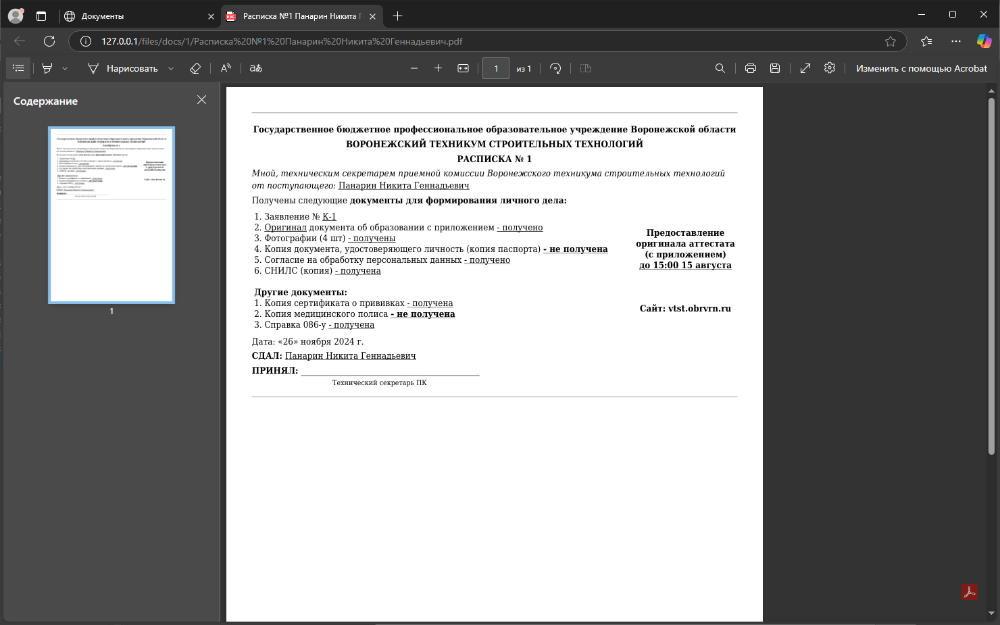 Документы
Расписка №1 Панарин Никита Г
127.0.0.1/files/docs/1/Расписка%20№1%20Панарин%20Никита%20Геннадьевич.pdf
Нарисовать
1 из 1
Изменить с помощью Acrobat
Содержание
1
Государственное бюджетное профессиональное образовательное учреждение Воронежской области
ВОРОНЕЖСКИЙ ТЕХНИКУМ СТРОИТЕЛЬНЫХ ТЕХНОЛОГИЙ
РАСПИСКА № 1
Мной, техническим секретарем приемной комиссии Воронежского техникума строительных технологий
от поступающего: Панарин Никита Геннадьевич
Получены следующие документы для формирования личного дела:
1. Заявление № К-1
2. Оригинал документа об образовании с приложением - получено
3. Фотографии (4 шт) - получены
4. Копия документа, удостоверяющего личность (копия паспорта) - не получена
5. Согласие на обработку персональных данных - получено
6. СНИЛС (копия) - получена
Предоставление
оригинала аттестата
(с приложением)
до 15:00 15 августа
Другие документы:
1. Копия сертификата о прививках - получена
2. Копия медицинского полиса - не получена
3. Справка 086-у - получена
Сайт: vtst.obrvrn.ru
Дата: «26» ноября 2024 г.
СДАЛ: Панарин Никита Геннадьевич
ПРИНЯЛ: ____________________
Технический секретарь ПК